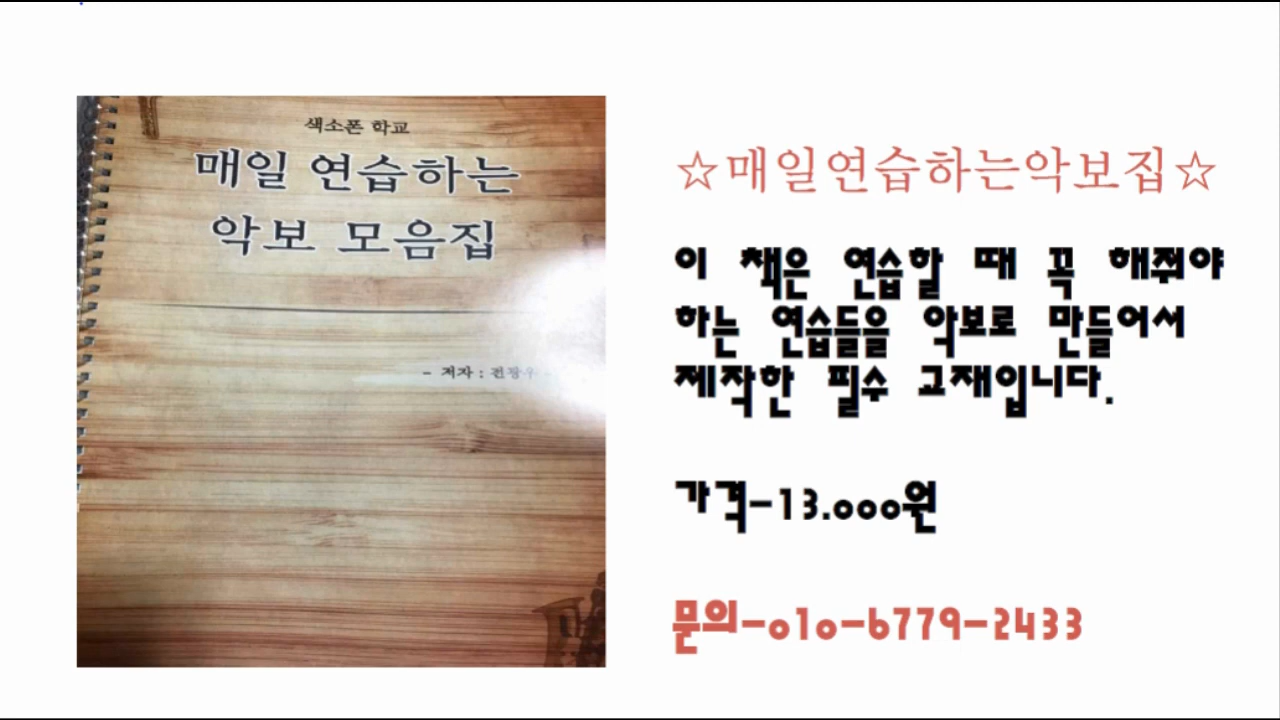 색소폰 학교
매일 연습하는
악보 모음집
- 저자 : 전광우 -
☆매일연습하는악보집☆
이 책은 연습할 때 꼭 해줘야
하는 연습들을 악보로 만들어서
제작한 필수 교재입니다.
가격-13.000원
문의-010-6779-2433